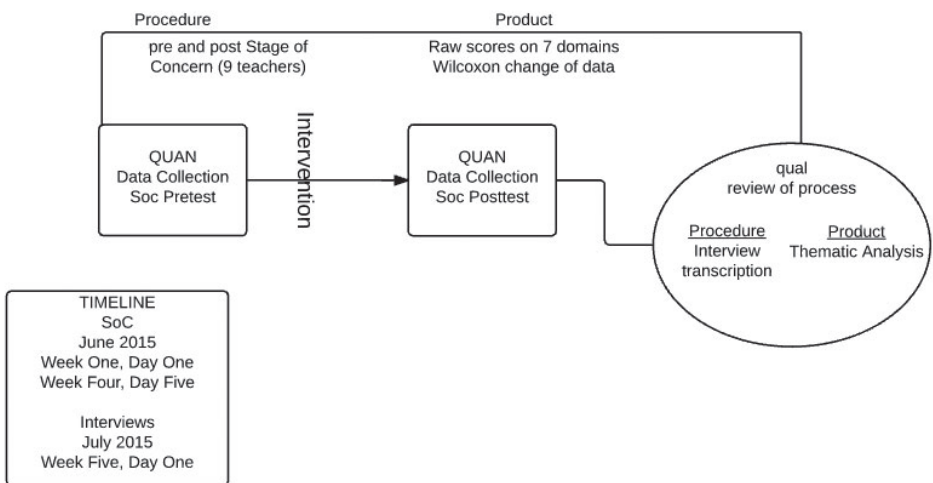 Procedure
Product
pre and post Stage of
Concern (9 teachers)
Raw scores on 7 domains
Wilcoxon change of data
QUAN
Data Collection
Soc Pretest
Intervention
QUAN
Data Collection
Soc Posttest
qual
review of process
Procedure
Interview
transcription
Product
Thematic Analysis
TIMELINE
SoC
June 2015
Week One, Day One
Week Four, Day Five
Interviews
July 2015
Week Five, Day One